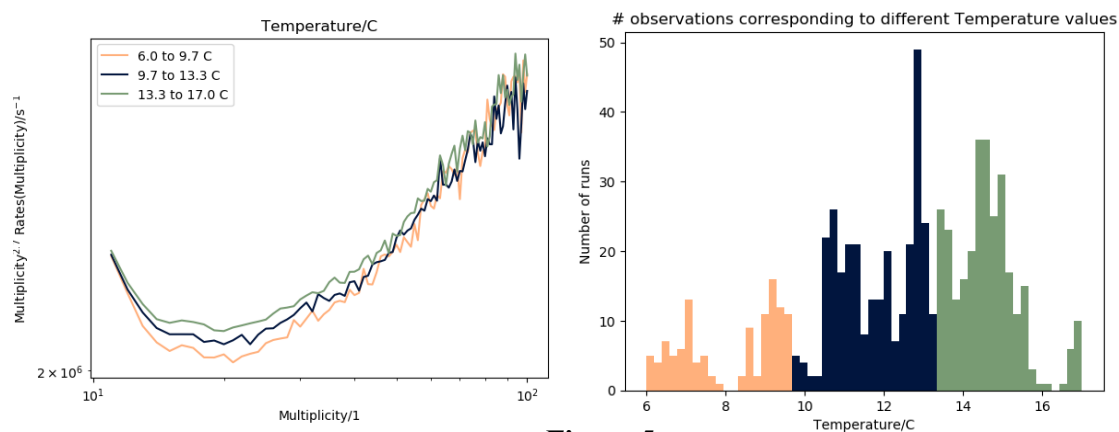 Temperature/C
6.0 to 9.7 C
9.7 to 13.3 C
13.3 to 17.0 C
Multiplicity^2.7 Rates(Multiplicity)/s^−1
2 × 10^6
10^1
10^2
Multiplicity/1
# observations corresponding to different Temperature values
50
40
30
20
10
0
Number of runs
6
8
10
12
14
16
Temperature/C